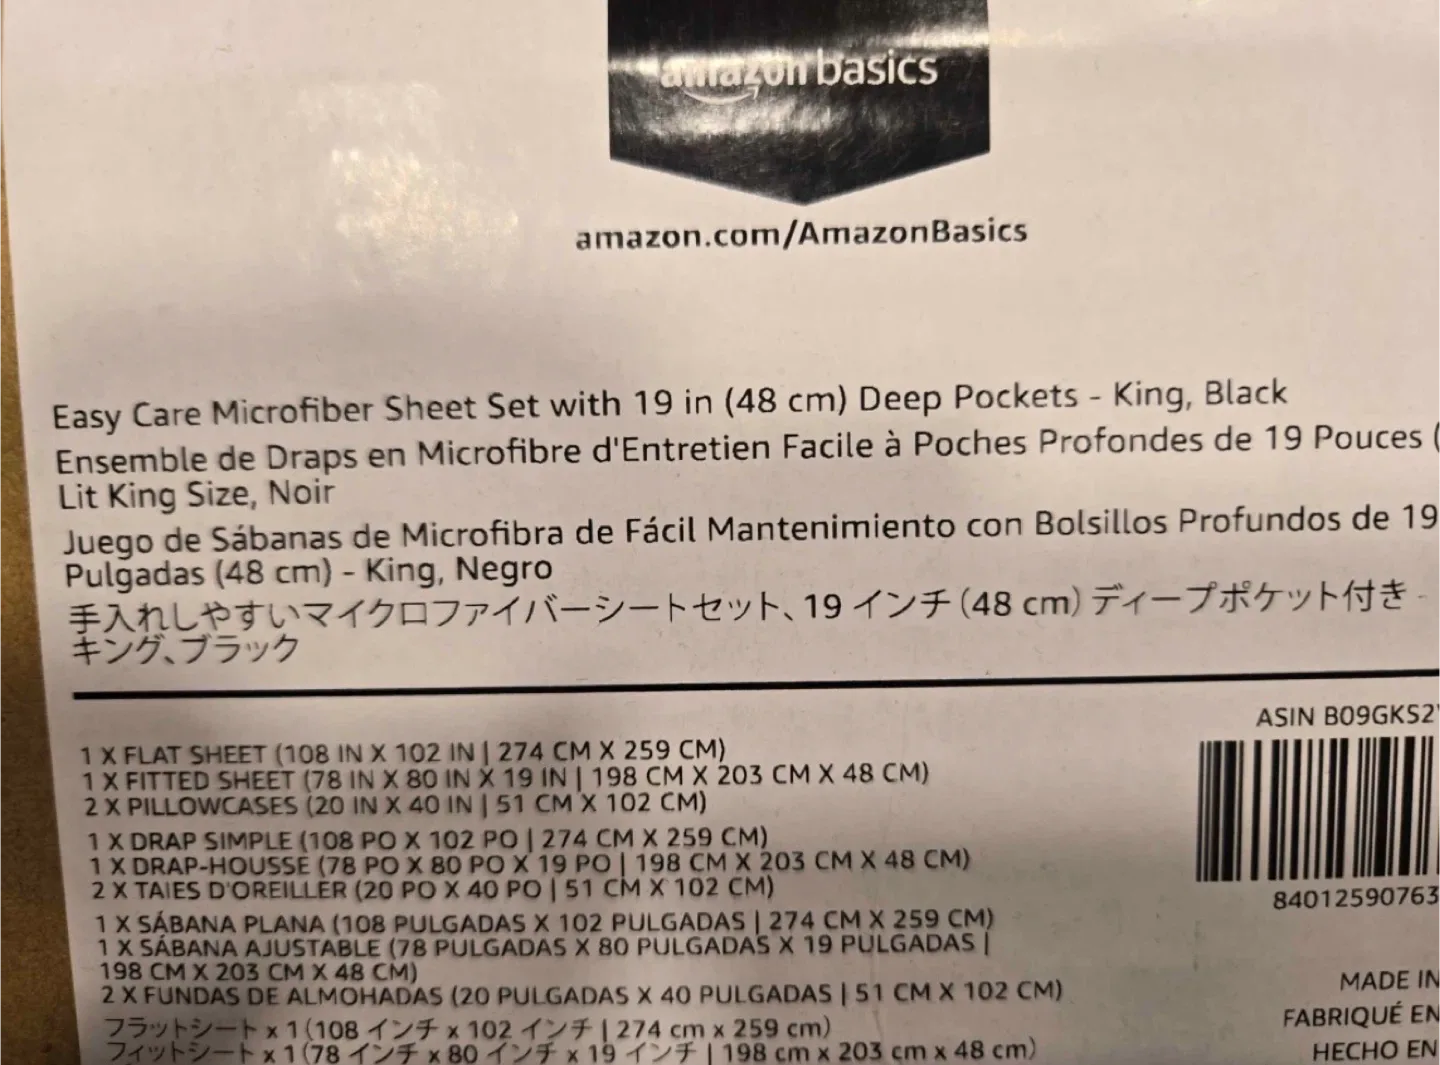 amazon basics
amazon.com/AmazonBasics
Easy Care Microfiber Sheet Set with 19 in (48 cm) Deep Pockets - King, Black
Ensemble de Draps en Microfibre d'Entretien Facile à Poches Profondes de 19 Pouces (
Lit King Size, Noir
Juego de Sábanas de Microfibra de Fácil Mantenimiento con Bolsillos Profundos de 19
Pulgadas (48 cm) - King, Negro
手入れしやすいマイクロファイバーシートセット、19 インチ (48 cm) ディープポケット付き -
キング、ブラック
ASIN B09GKS2
1 X FLAT SHEET (108 IN X 102 IN | 274 CM X 259 CM)
1 X FITTED SHEET (78 IN X 80 IN X 19 IN | 198 CM X 203 CM X 48 CM)
2 X PILLOWCASES (20 IN X 40 IN | 51 CM X 102 CM)
1 X DRAP SIMPLE (108 PO X 102 PO | 274 CM X 259 CM)
1 X DRAP-HOUSSE (78 PO X 80 PO X 19 PO | 198 CM X 203 CM X 48 CM)
2 X TAIES D'OREILLER (20 PO X 40 PO | 51 CM X 102 CM)
84012590763
1 X SÁBANA PLANA (108 PULGADAS X 102 PULGADAS | 274 CM X 259 CM)
1 X SÁBANA AJUSTABLE (78 PULGADAS X 80 PULGADAS X 19 PULGADAS |
198 CM X 203 CM X 48 CM)
2 X FUNDAS DE ALMOHADAS (20 PULGADAS X 40 PULGADAS | 51 CM X 102 CM)
フラットシート x 1 (108 インチ x 102 インチ | 274 cm x 259 cm)
フィットシート x 1 (78 インチ x 80 インチ x 19 インチ | 198 cm x 203 cm x 48 cm)
MADE IN
FABRIQUÉ EN
HECHO EN